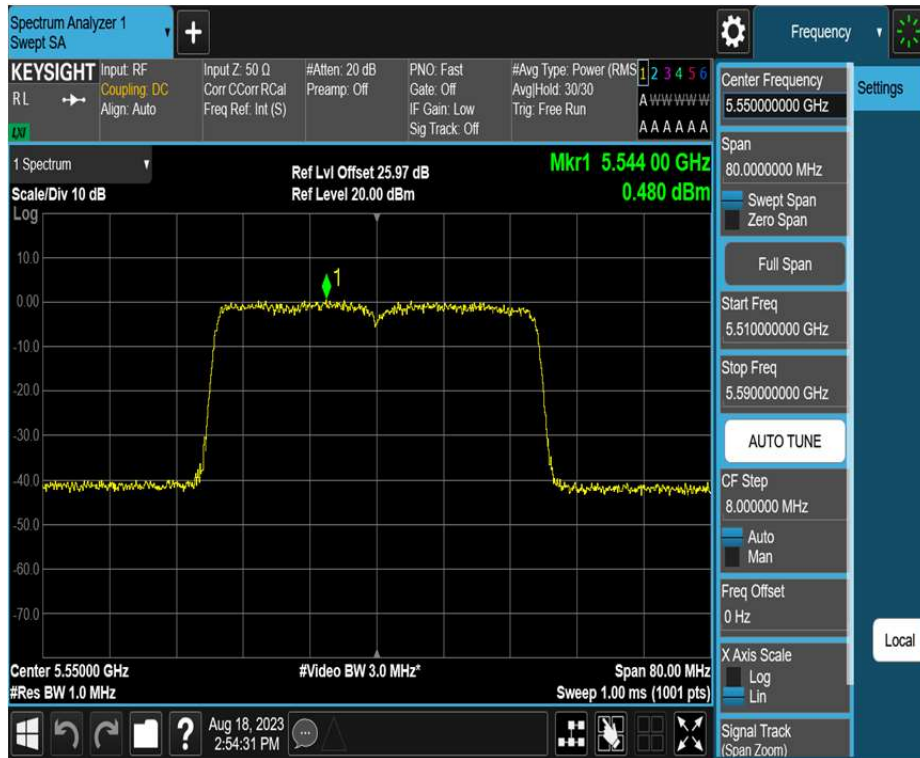 Spectrum Analyzer 1
Swept SA
+
Frequency
KEYSIGHT
R L
LXI
Input: RF
Coupling: DC
Align: Auto
Input Z: 50 Ω
Corr CCorr RCal
Freq Ref: Int (S)
#Atten: 20 dB
Preamp: Off
PNO: Fast
Gate: Off
IF Gain: Low
Sig Track: Off
#Avg Type: Power (RMS
Avg|Hold: 30/30
Trig: Free Run
1 2 3 4 5 6
A W W W W W
A A A A A A
1 Spectrum
Scale/Div 10 dB
Log
Ref Lvl Offset 25.97 dB
Ref Level 20.00 dBm
Mkr1 5.544 00 GHz
0.480 dBm
1
10.0
0.00
-10.0
-20.0
-30.0
-40.0
-50.0
-60.0
-70.0
Center 5.55000 GHz
#Res BW 1.0 MHz
#Video BW 3.0 MHz*
Span 80.00 MHz
Sweep 1.00 ms (1001 pts)
Center Frequency
5.550000000 GHz
Settings
Span
80.0000000 MHz
Swept Span
Zero Span
Full Span
Start Freq
5.510000000 GHz
Stop Freq
5.590000000 GHz
AUTO TUNE
CF Step
8.000000 MHz
Auto
Man
Freq Offset
0 Hz
Local
X Axis Scale
Log
Lin
Signal Track
(Span Zoom)
?
Aug 18, 2023
2:54:31 PM